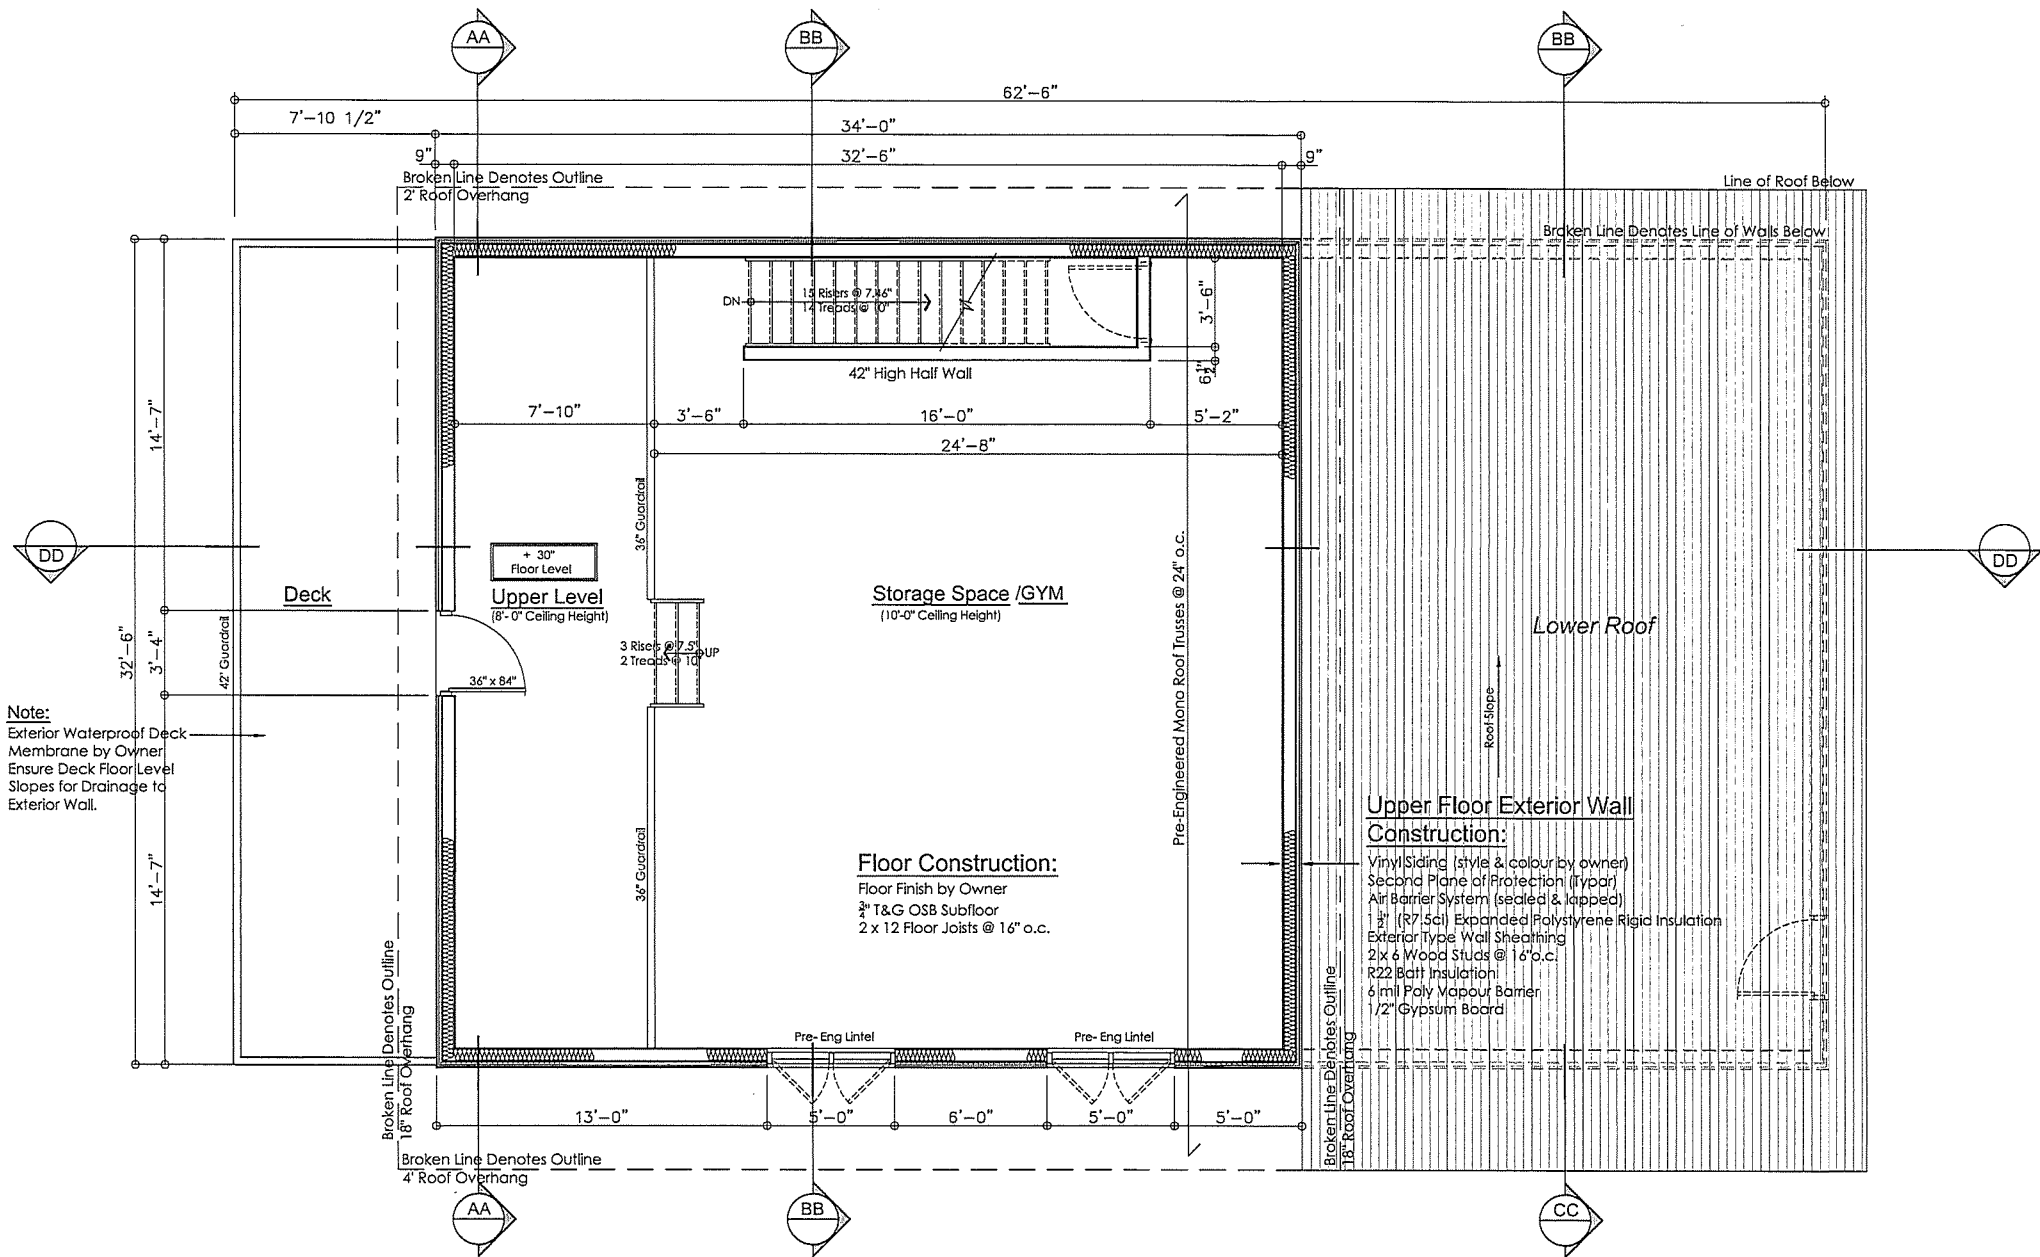 AA
BB
BB
62'-6"
7'-10 1/2"
34'-0"
9"
32'-6"
9"
Broken Line Denotes Outline
2' Roof Overhang
Line of Roof Below
Broken Line Denotes Line of Walls Below
DN
15 Risers @ 7.46"
14 Treads @ 10"
3'-6"
6 1/2"
42" High Half Wall
14'-7"
7'-10"
3'-6"
16'-0"
5'-2"
24'-8"
36" Guardrail
Pre-Engineered Mono Roof Trusses @ 24" o.c.
DD
DD
+ 30"
Floor Level
Deck
Upper Level
(8'-0" Ceiling Height)
Storage Space /GYM
(10'-0" Ceiling Height)
Lower Roof
32'-6"
3'-4"
42' Guardrail
3 Risers @ 7.5"
2 Treads @ 10"
UP
36" x 84"
Roof Slope
Note:
Exterior Waterproof Deck
Membrane by Owner
Ensure Deck Floor Level
Slopes for Drainage to
Exterior Wall.
14'-7"
36" Guardrail
Floor Construction:
Floor Finish by Owner
3/4" T&G OSB Subfloor
2 x 12 Floor Joists @ 16" o.c.
Upper Floor Exterior Wall
Construction:
Vinyl Siding (style & colour by owner)
Second Plane of Protection (Typar)
Air Barrier System (sealed & lapped)
1 1/2" (R7.5ci) Expanded Polystyrene Rigid Insulation
Exterior Type Wall Sheathing
2 x 6 Wood Studs @ 16"o.c.
R22 Batt Insulation
6 mil Poly Vapour Barrier
1/2" Gypsum Board
Broken Line Denotes Outline
18" Roof Overhang
Broken Line Denotes Outline
18" Roof Overhang
Pre- Eng Lintel
Pre- Eng Lintel
13'-0"
5'-0"
6'-0"
5'-0"
5'-0"
Broken Line Denotes Outline
4' Roof Overhang
AA
BB
CC